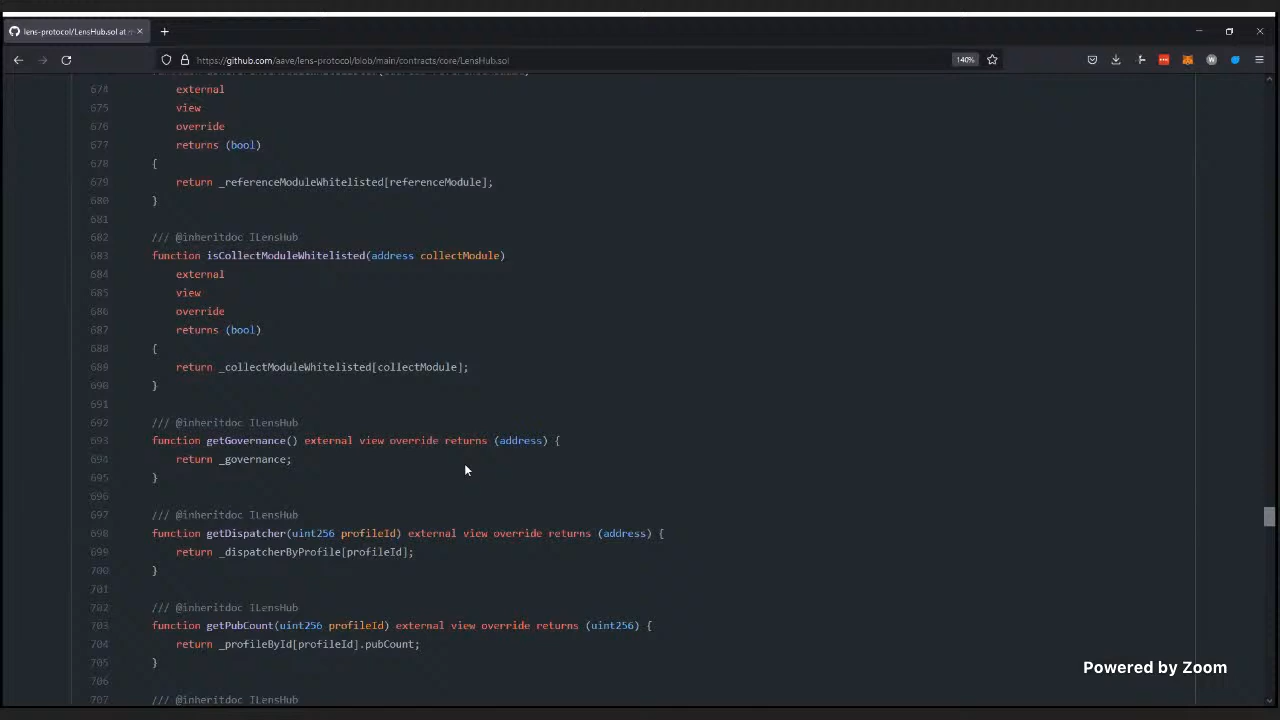 lens-protocol/LensHub.sol at m
https://github.com/aave/lens-protocol/blob/main/contracts/core/LensHub.sol
140%
674 external
675 view
676 override
677 returns (bool)
678 {
679 return _referenceModuleWhitelisted[referenceModule];
680 }
681
682 /// @inheritdoc ILensHub
683 function isCollectModuleWhitelisted(address collectModule)
684 external
685 view
686 override
687 returns (bool)
688 {
689 return _collectModuleWhitelisted[collectModule];
690 }
691
692 /// @inheritdoc ILensHub
693 function getGovernance() external view override returns (address) {
694 return _governance;
695 }
696
697 /// @inheritdoc ILensHub
698 function getDispatcher(uint256 profileId) external view override returns (address) {
699 return _dispatcherByProfile[profileId];
700 }
701
702 /// @inheritdoc ILensHub
703 function getPubCount(uint256 profileId) external view override returns (uint256) {
704 return _profileById[profileId].pubCount;
705 }
706
707 /// @inheritdoc ILensHub
Powered by Zoom